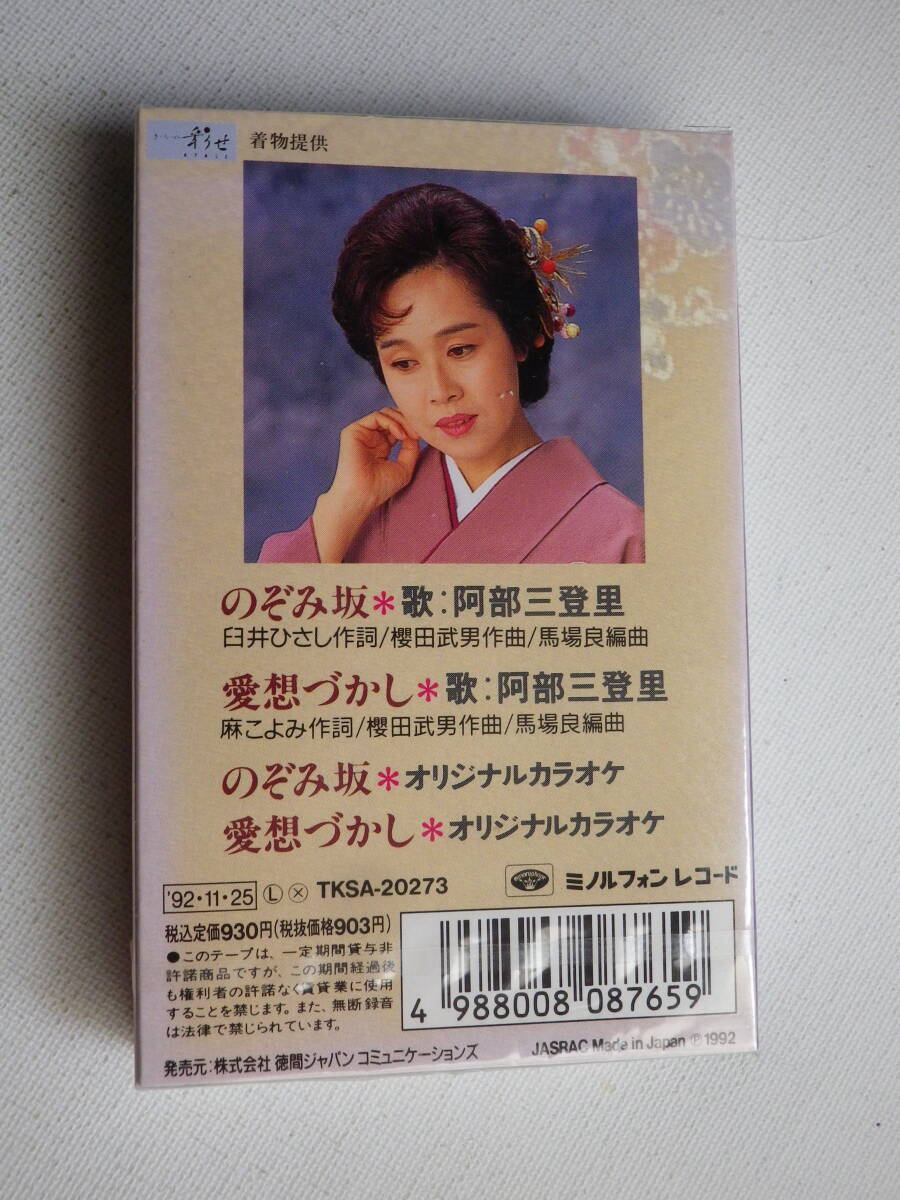 彩うせ
着物提供
のぞみ坂*歌:阿部三登里
臼井ひさし作詞/櫻田武男作曲/馬場良編曲
愛想づかし*歌:阿部三登里
麻こよみ作詞/櫻田武男作曲/馬場良編曲
のぞみ坂*オリジナルカラオケ
愛想づかし*オリジナルカラオケ
'92・11・25 Ⓛ Ⓧ TKSA-20273 ミノルフォンレコード
税込定価930円(税抜価格903円)
●このテープは、一定期間貸与非
許諾商品ですが、この期間経過後
も権利者の許諾なく賃貸業に使用
することを禁じます。また、無断録音
は法律で禁じられています。
4 988008 087659
JASRAC Made in Japan Ⓟ1992
発売元:株式会社 徳間ジャパン コミュニケーションズ